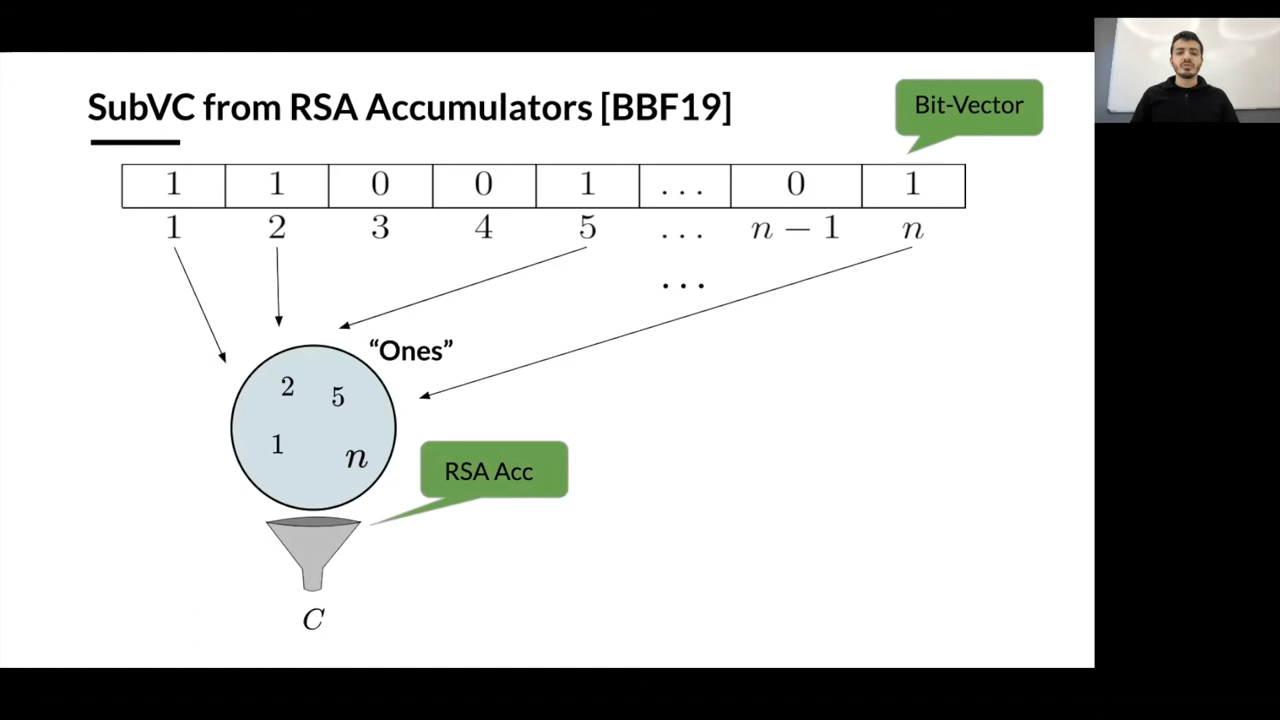 SubVC from RSA Accumulators [BBF19]
Bit-Vector
1 1 0 0 1 ... 0 1
1 2 3 4 5 ... n − 1 n
...
“Ones”
2 5
1 n
RSA Acc
C